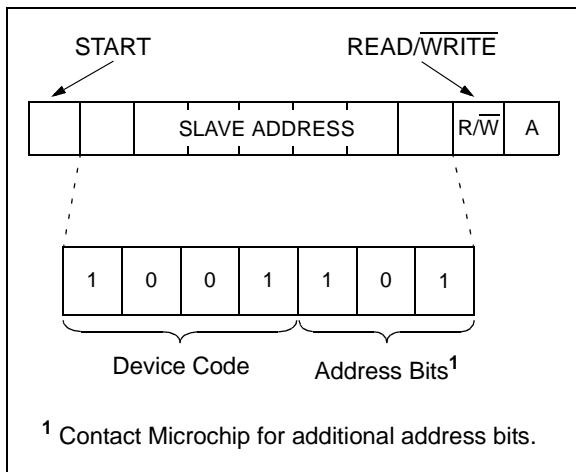 START READ/WRITE
SLAVE ADDRESS R/W A
1 0 0 1 1 0 1
Device Code Address Bits¹
¹ Contact Microchip for additional address bits.